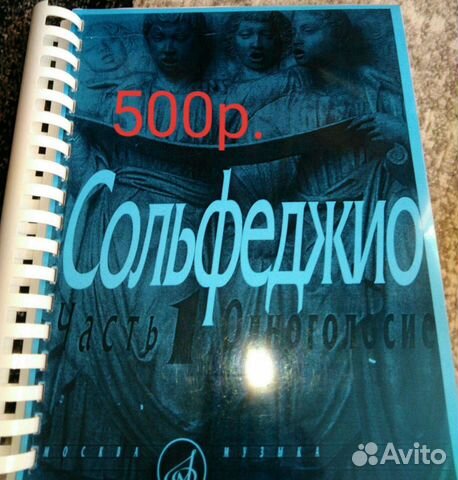 500р.
Сольфеджио
Часть 1 Одноголосие
МОСКВА МУЗЫКА
Avito